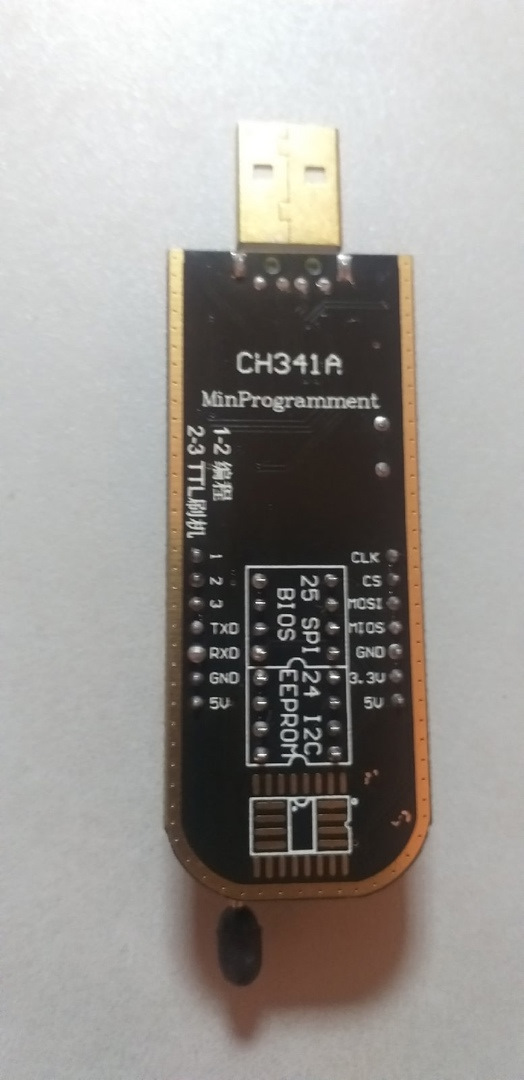 CH341A
MinProgramment
1-2 编程
2-3 TTL刷机
1
2
3
TXD
RXD
GND
5V
CLK
CS
MOSI
MIOS
GND
3.3V
5V
25 SPI
BIOS
24 I2C
EEPROM